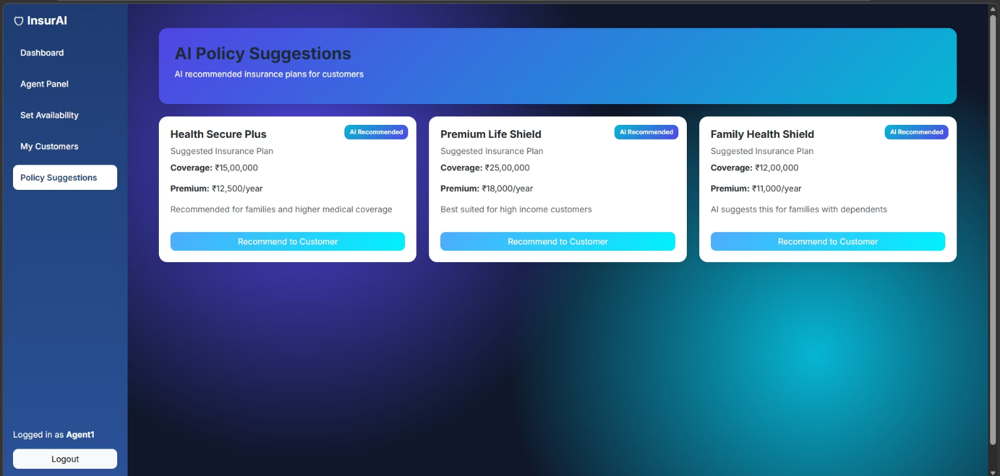 InsurAI
Dashboard
Agent Panel
Set Availability
My Customers
Policy Suggestions
Logged in as Agent1
Logout
AI Policy Suggestions
AI recommended insurance plans for customers
Health Secure Plus
AI Recommended
Suggested Insurance Plan
Coverage: ₹15,00,000
Premium: ₹12,500/year
Recommended for families and higher medical coverage
Recommend to Customer
Premium Life Shield
AI Recommended
Suggested Insurance Plan
Coverage: ₹25,00,000
Premium: ₹18,000/year
Best suited for high income customers
Recommend to Customer
Family Health Shield
AI Recommended
Suggested Insurance Plan
Coverage: ₹12,00,000
Premium: ₹11,000/year
AI suggests this for families with dependents
Recommend to Customer